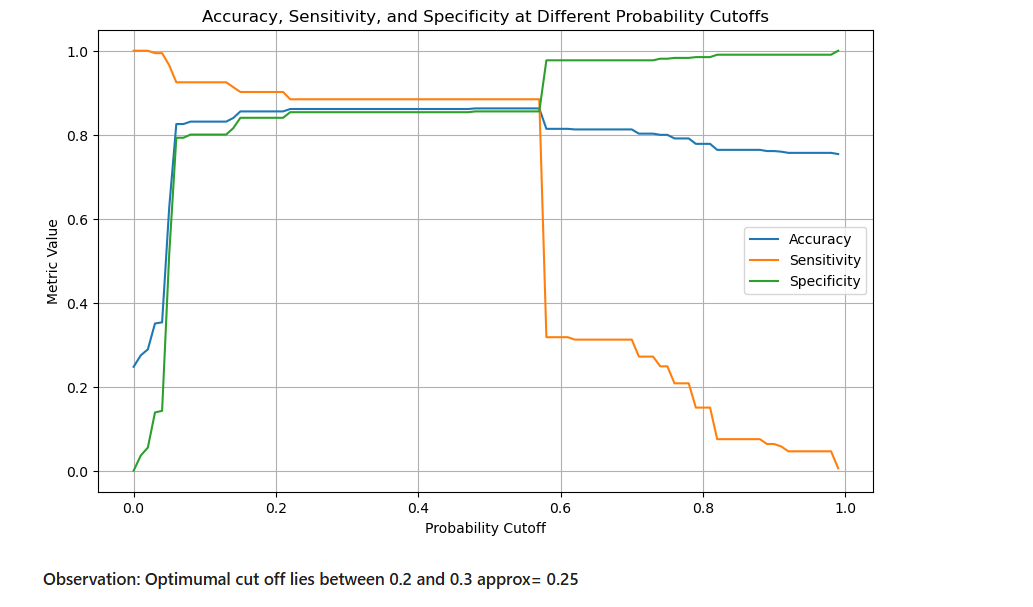 Accuracy, Sensitivity, and Specificity at Different Probability Cutoffs
1.0
0.8
0.6
0.4
0.2
0.0
Metric Value
Accuracy
Sensitivity
Specificity
0.0 0.2 0.4 0.6 0.8 1.0
Probability Cutoff
Observation: Optimumal cut off lies between 0.2 and 0.3 approx= 0.25